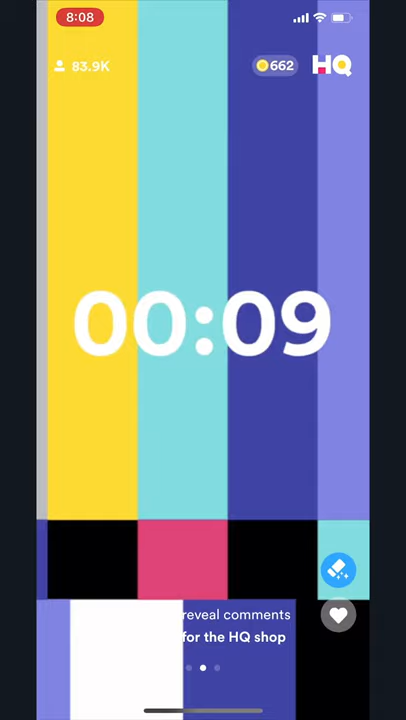 8:08
83.9K
662
HQ
00:09
reveal comments
for the HQ shop